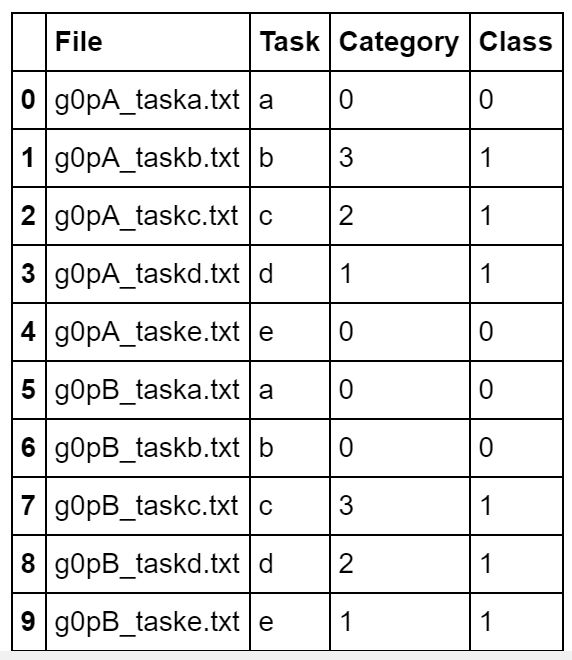 File Task Category Class
0 g0pA_taska.txt a 0 0
1 g0pA_taskb.txt b 3 1
2 g0pA_taskc.txt c 2 1
3 g0pA_taskd.txt d 1 1
4 g0pA_taske.txt e 0 0
5 g0pB_taska.txt a 0 0
6 g0pB_taskb.txt b 0 0
7 g0pB_taskc.txt c 3 1
8 g0pB_taskd.txt d 2 1
9 g0pB_taske.txt e 1 1